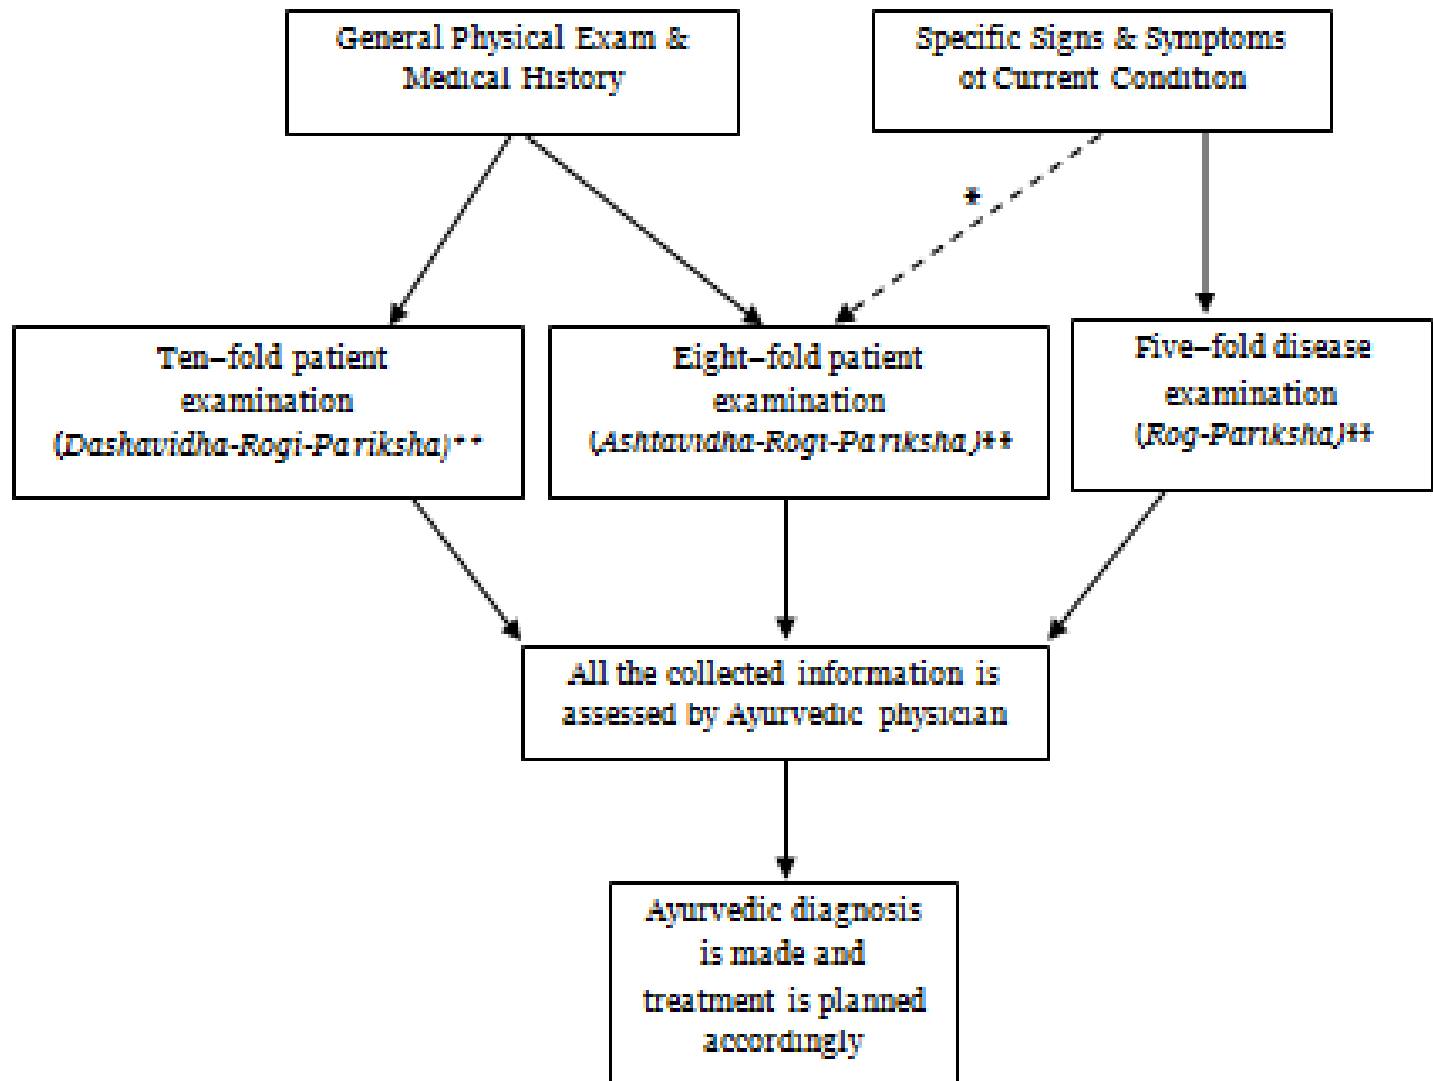 General Physical Exam &
Medical History
Specific Signs & Symptoms
of Current Condition
*
Ten-fold patient
examination
(Dashavidha-Rogi-Pariksha)**
Eight-fold patient
examination
(Ashtavidha-Rogi-Pariksha)**
Five-fold disease
examination
(Rog-Pariksha)**
All the collected information is
assessed by Ayurvedic physician
Ayurvedic diagnosis
is made and
treatment is planned
accordingly